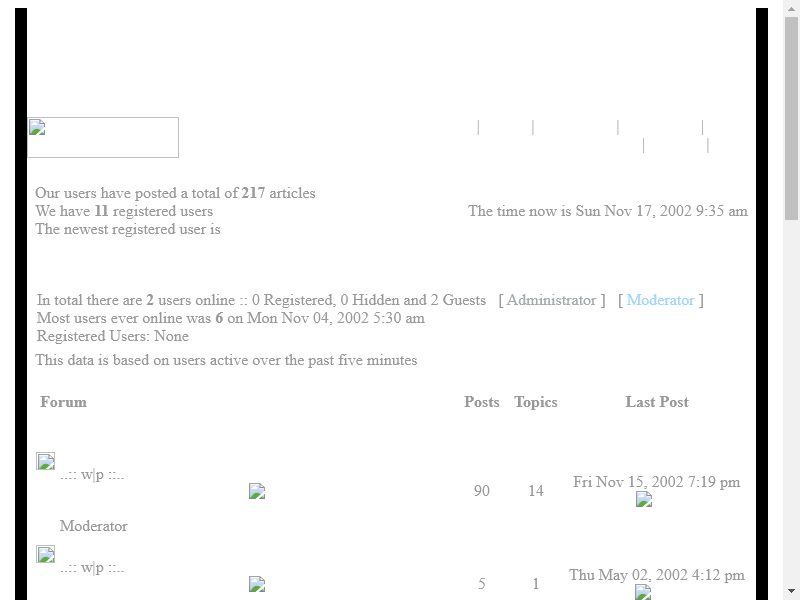 | | | |
| |
Our users have posted a total of 217 articles
We have 11 registered users
The time now is Sun Nov 17, 2002 9:35 am
The newest registered user is
In total there are 2 users online :: 0 Registered, 0 Hidden and 2 Guests [ Administrator ] [ Moderator ]
Most users ever online was 6 on Mon Nov 04, 2002 5:30 am
Registered Users: None
This data is based on users active over the past five minutes
Forum Posts Topics Last Post
..:: w|p ::..
90 14 Fri Nov 15, 2002 7:19 pm
Moderator
..:: w|p ::..
5 1 Thu May 02, 2002 4:12 pm